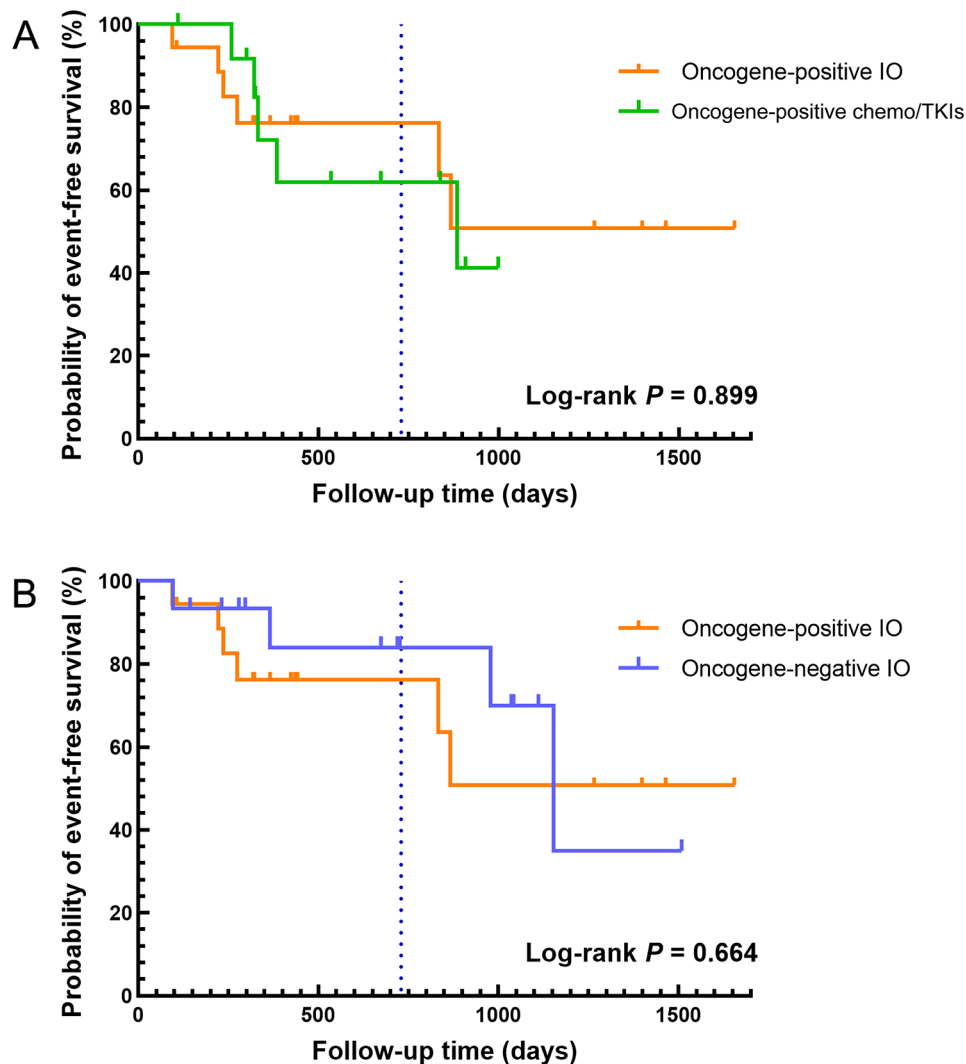 A
Probability of event-free survival (%)
100
80
60
40
20
0
0 500 1000 1500
Follow-up time (days)
Oncogene-positive IO
Oncogene-positive chemo/TKIs
Log-rank P = 0.899
B
Probability of event-free survival (%)
100
80
60
40
20
0
0 500 1000 1500
Follow-up time (days)
Oncogene-positive IO
Oncogene-negative IO
Log-rank P = 0.664